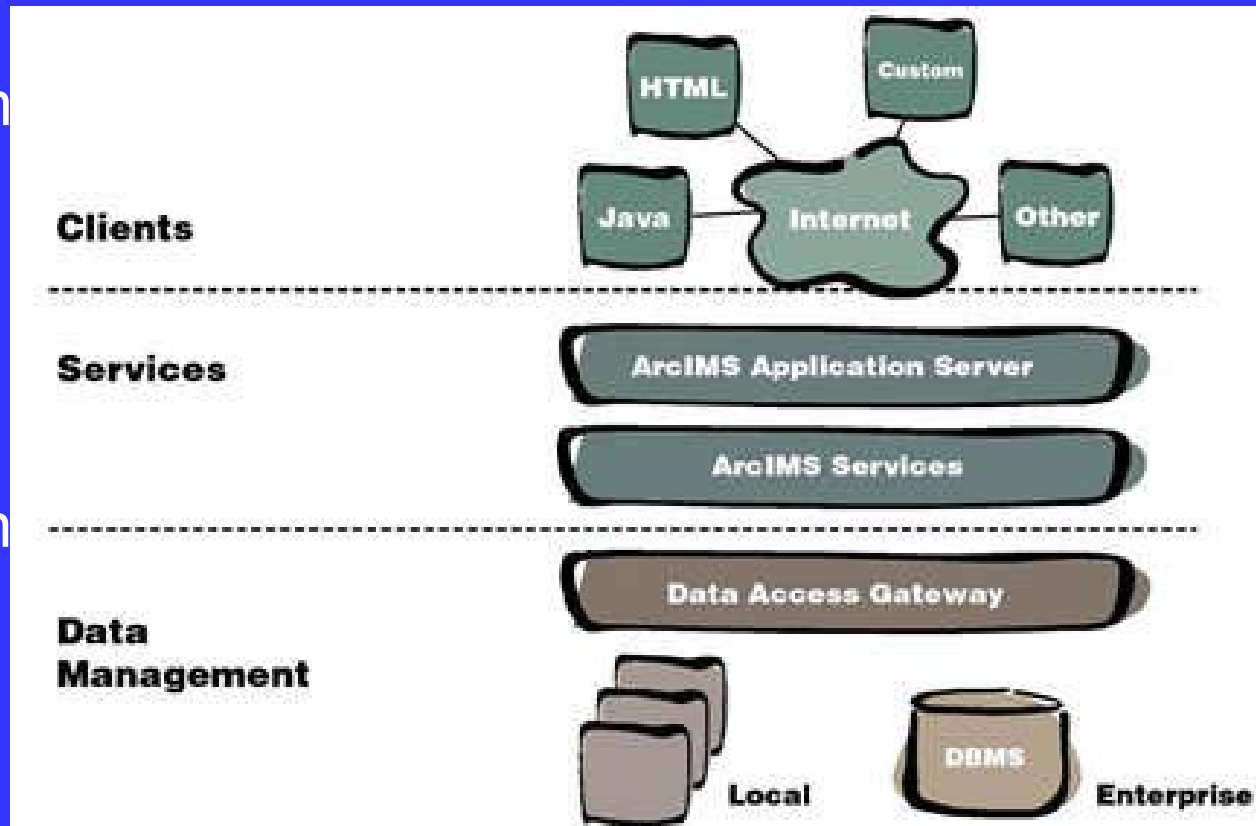 HTML
Custom
Clients
Java
Internet
Other
Services
ArcIMS Application Server
ArcIMS Services
Data Access Gateway
Data
Management
Local
DBMS
Enterprise